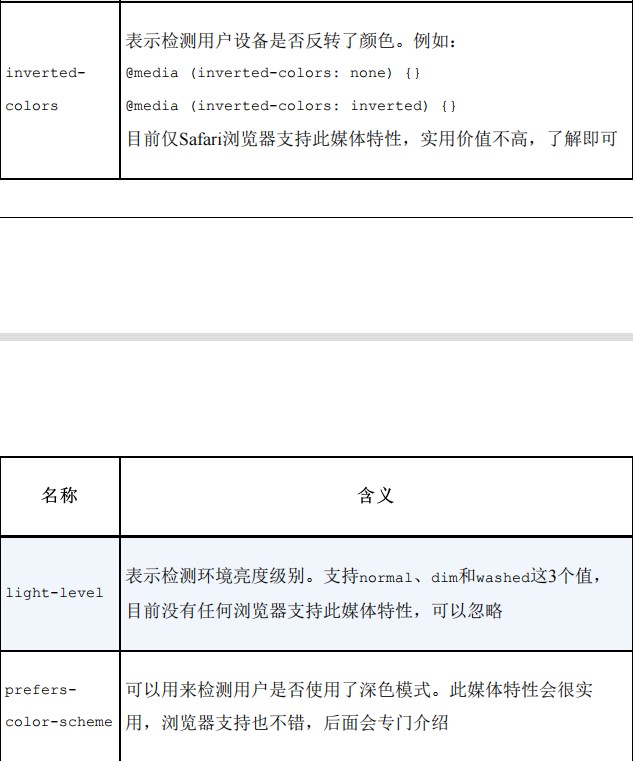 inverted-
colors
表示检测用户设备是否反转了颜色。例如：
@media (inverted-colors: none) {}
@media (inverted-colors: inverted) {}
目前仅Safari浏览器支持此媒体特性，实用价值不高，了解即可
名称
含义
light-level
表示检测环境亮度级别。支持normal、dim和washed这3个值，
目前没有任何浏览器支持此媒体特性，可以忽略
prefers-
color-scheme
可以用来检测用户是否使用了深色模式。此媒体特性会很实
用，浏览器支持也不错，后面会专门介绍